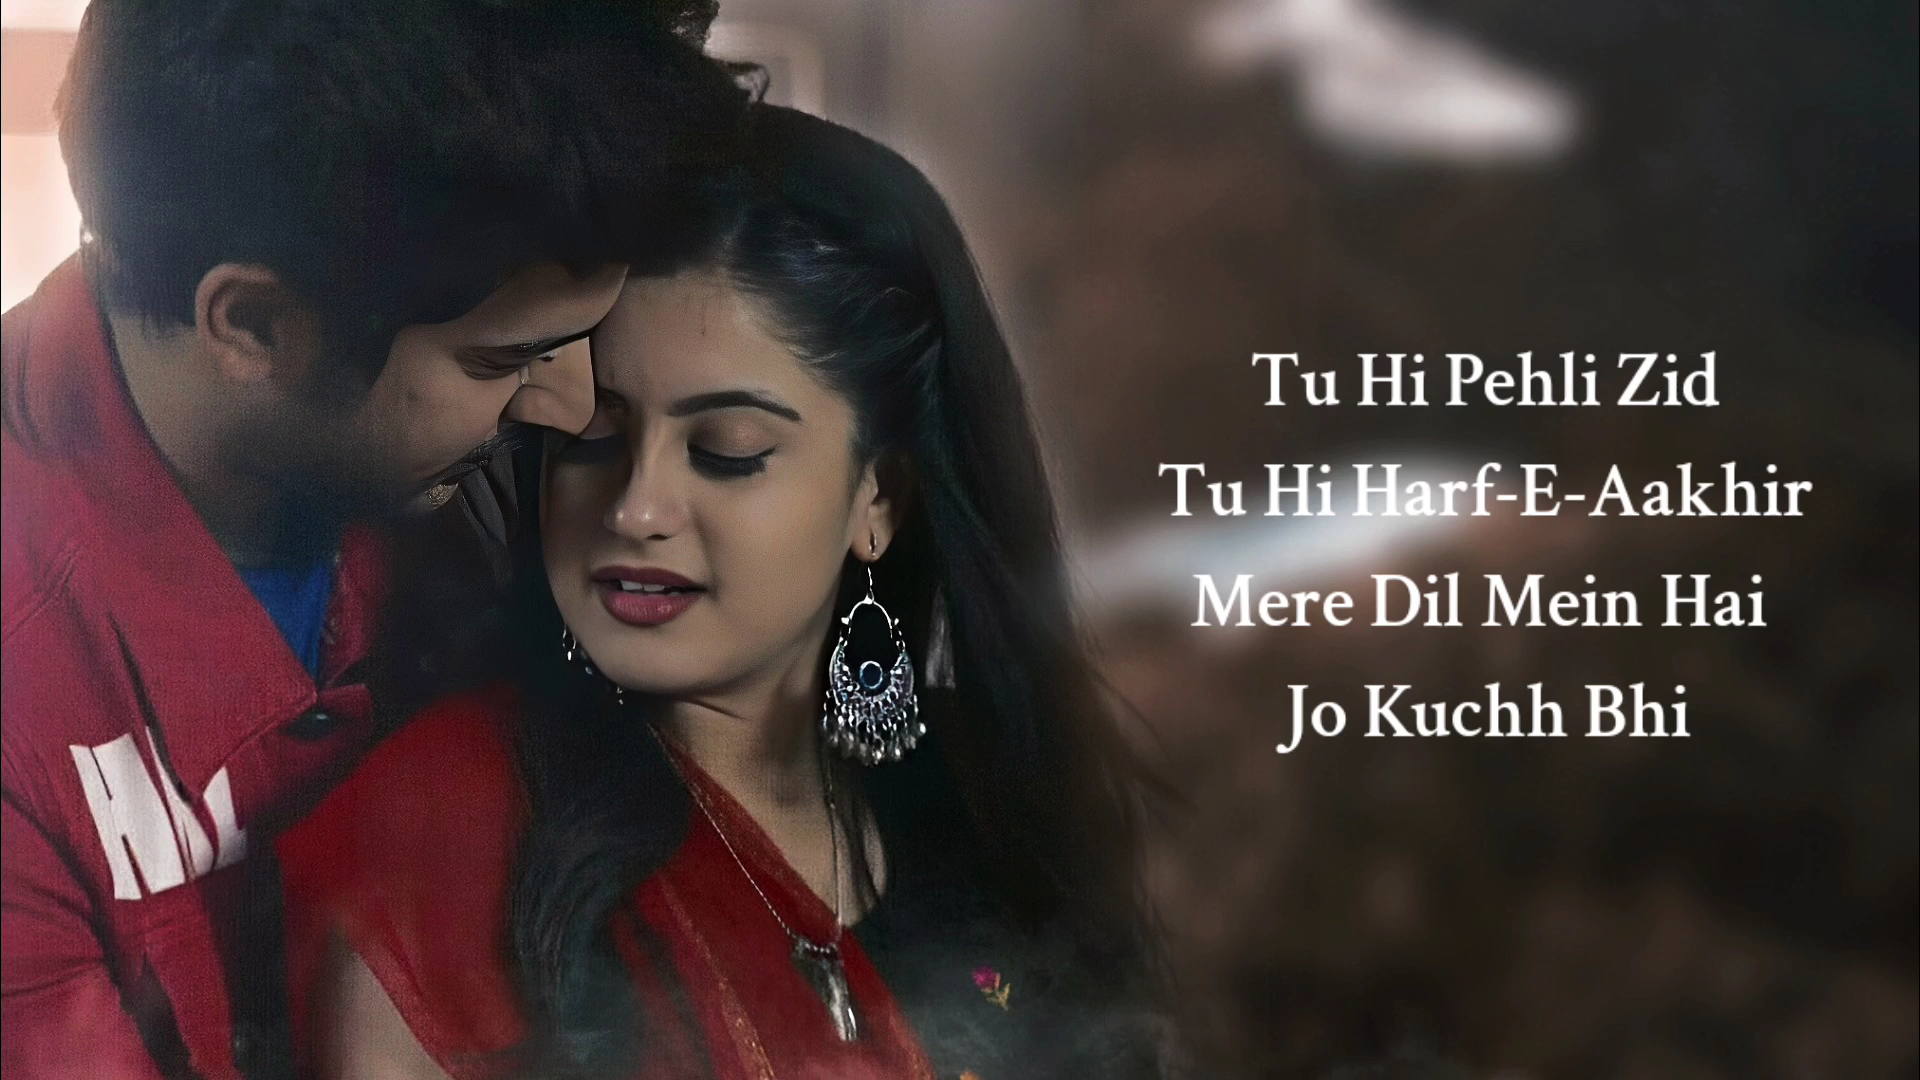 Tu Hi Pehli Zid
Tu Hi Harf-E-Aakhir
Mere Dil Mein Hai
Jo Kuchh Bhi